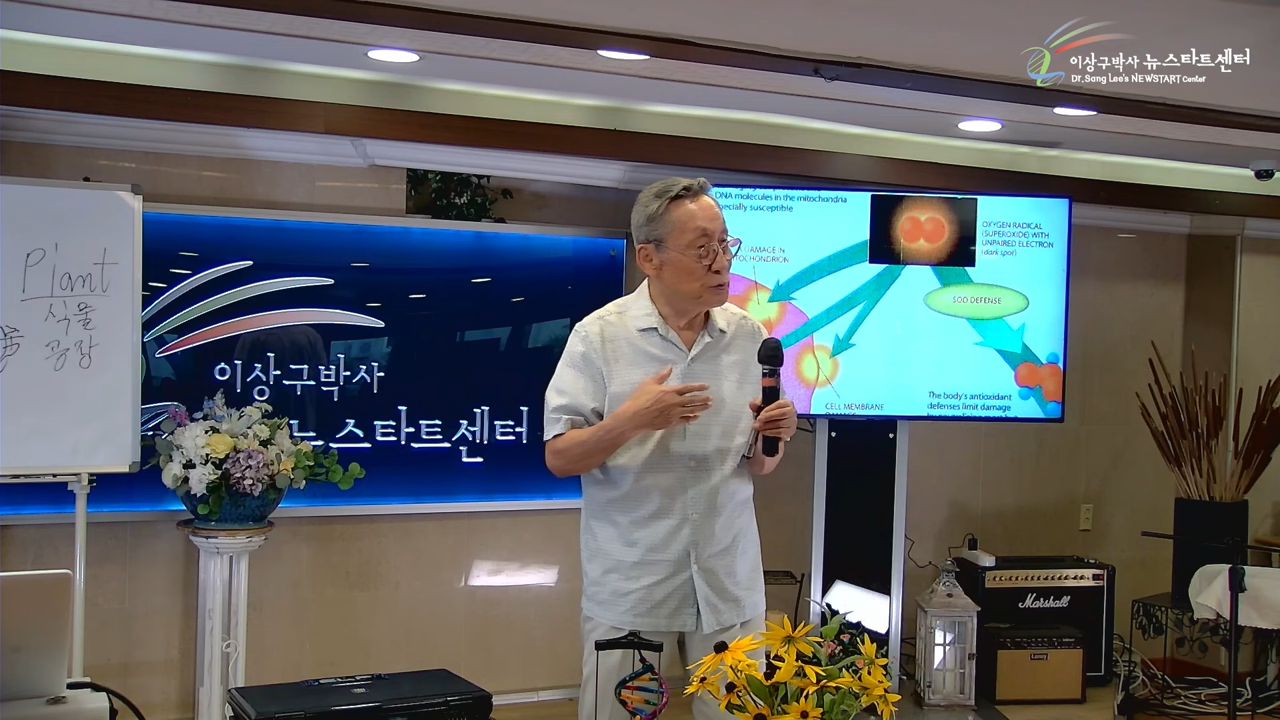 이상구박사 뉴스타트센터
Dr. Sang Lee's NEWSTART Center
Plant
식물
공장
이상구박사
뉴스타트센터
DNA molecules in the mitochondria
especially susceptible
DAMAGE IN
MITOCHONDRION
OXYGEN RADICAL
(SUPEROXIDE) WITH
UNPAIRED ELECTRON
(dark spot)
SOD DEFENSE
CELL MEMBRANE
The body's antioxidant
defenses limit damage
Marshall
Laney